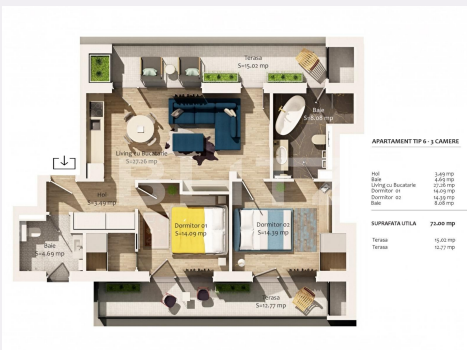 Terasa
S=15.02 mp
Baie
S=8.08 mp
Living cu Bucatarie
S=27.26 mp
Hol
S=3.49 mp
Dormitor 01
S=14.09 mp
Dormitor 02
S=14.39 mp
Baie
S=4.69 mp
Terasa
S=12.77 mp
APARTAMENT TIP 6 - 3 CAMERE
Hol 3.49 mp
Baie 4.69 mp
Living cu Bucatarie 27.26 mp
Dormitor 01 14.09 mp
Dormitor 02 14.39 mp
Baie 8.08 mp
SUPRAFATA UTILA 72.00 mp
Terasa 15.02 mp
Terasa 12.77 mp